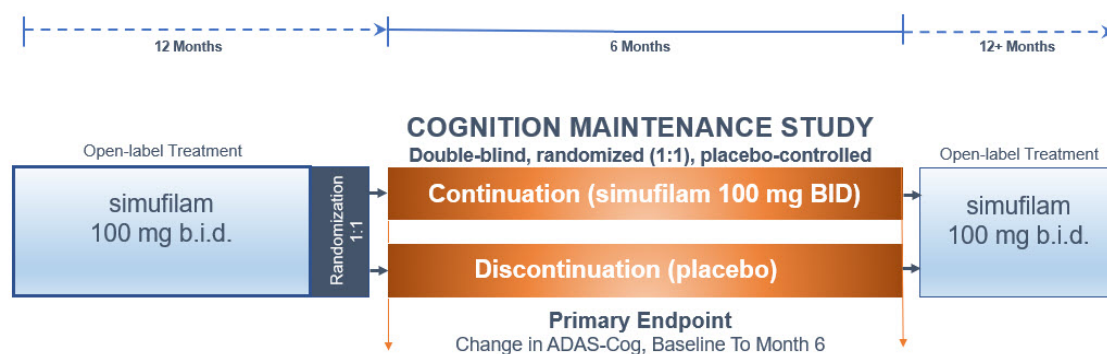 12 Months
6 Months
12+ Months
COGNITION MAINTENANCE STUDY
Double-blind, randomized (1:1), placebo-controlled
Open-label Treatment
simufilam
100 mg b.i.d.
Randomization
1:1
Continuation (simufilam 100 mg BID)
Discontinuation (placebo)
Open-label Treatment
simufilam
100 mg b.i.d.
Primary Endpoint
Change in ADAS-Cog, Baseline To Month 6